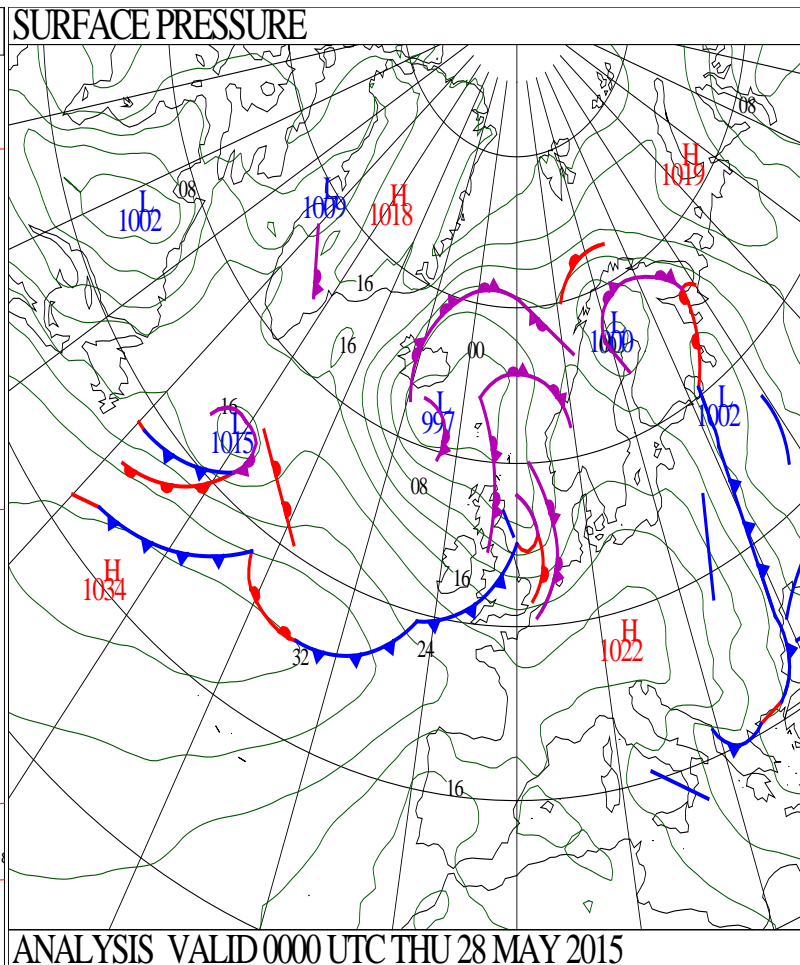 SURFACE PRESSURE
08
H
1019
L
1002
08
L
1009
H
1018
16
16
00
L
1009
L
997
L
1002
16
L
1015
08
H
1034
16
H
1022
32
24
16
ANALYSIS VALID 0000 UTC THU 28 MAY 2015